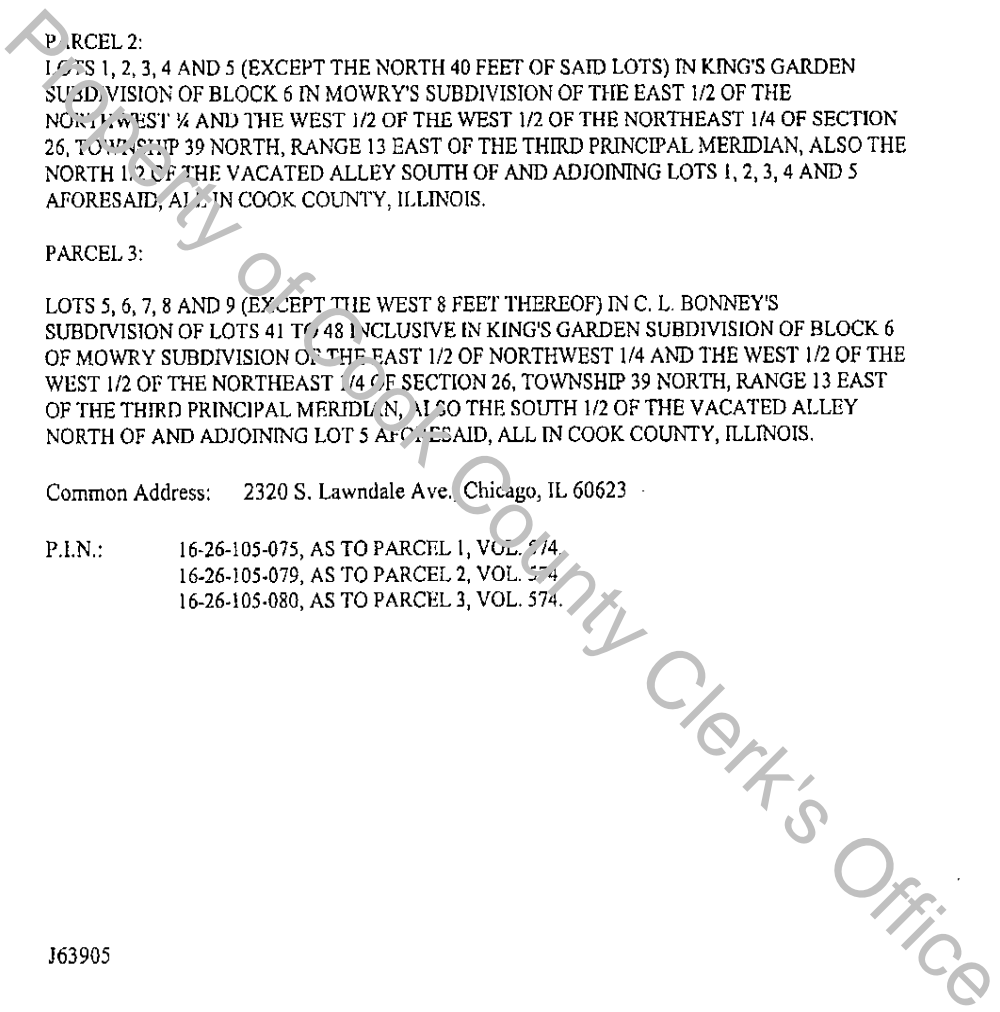 PARCEL 2:
LOTS 1, 2, 3, 4 AND 5 (EXCEPT THE NORTH 40 FEET OF SAID LOTS) IN KING'S GARDEN
SUBDIVISION OF BLOCK 6 IN MOWRY'S SUBDIVISION OF THE EAST 1/2 OF THE
NORTHWEST ¼ AND THE WEST 1/2 OF THE WEST 1/2 OF THE NORTHEAST 1/4 OF SECTION
26, TOWNSHIP 39 NORTH, RANGE 13 EAST OF THE THIRD PRINCIPAL MERIDIAN, ALSO THE
NORTH 1/2 OF THE VACATED ALLEY SOUTH OF AND ADJOINING LOTS 1, 2, 3, 4 AND 5
AFORESAID, ALL IN COOK COUNTY, ILLINOIS.
PARCEL 3:
LOTS 5, 6, 7, 8 AND 9 (EXCEPT THE WEST 8 FEET THEREOF) IN C. L. BONNEY'S
SUBDIVISION OF LOTS 41 TO 48 INCLUSIVE IN KING'S GARDEN SUBDIVISION OF BLOCK 6
OF MOWRY SUBDIVISION OF THE EAST 1/2 OF NORTHWEST 1/4 AND THE WEST 1/2 OF THE
WEST 1/2 OF THE NORTHEAST 1/4 OF SECTION 26, TOWNSHIP 39 NORTH, RANGE 13 EAST
OF THE THIRD PRINCIPAL MERIDIAN, ALSO THE SOUTH 1/2 OF THE VACATED ALLEY
NORTH OF AND ADJOINING LOT 5 AFORESAID, ALL IN COOK COUNTY, ILLINOIS.
Common Address: 2320 S. Lawndale Ave., Chicago, IL 60623
P.I.N.: 16-26-105-075, AS TO PARCEL 1, VOL. 574.
16-26-105-079, AS TO PARCEL 2, VOL. 574
16-26-105-080, AS TO PARCEL 3, VOL. 574.
J63905
Property of Cook County Clerk's Office